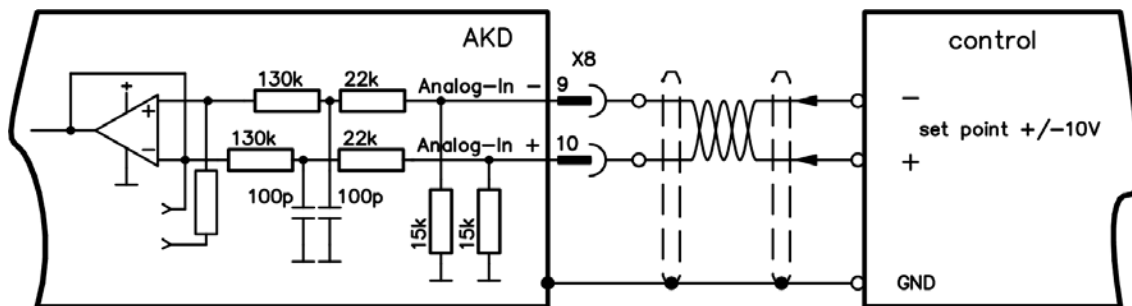 AKD
X8
control
130k
22k
Analog-In -
9
-
+
130k
22k
Analog-In +
10
set point +/-10V
+
-
+
100p
100p
15k
15k
GND